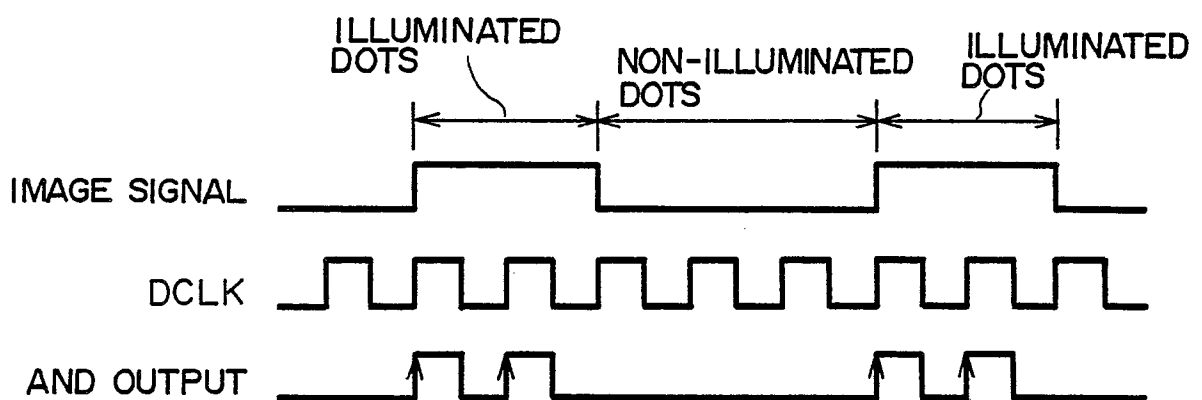 ILLUMINATED
DOTS
NON-ILLUMINATED
DOTS
ILLUMINATED
DOTS
IMAGE SIGNAL
DCLK
AND OUTPUT